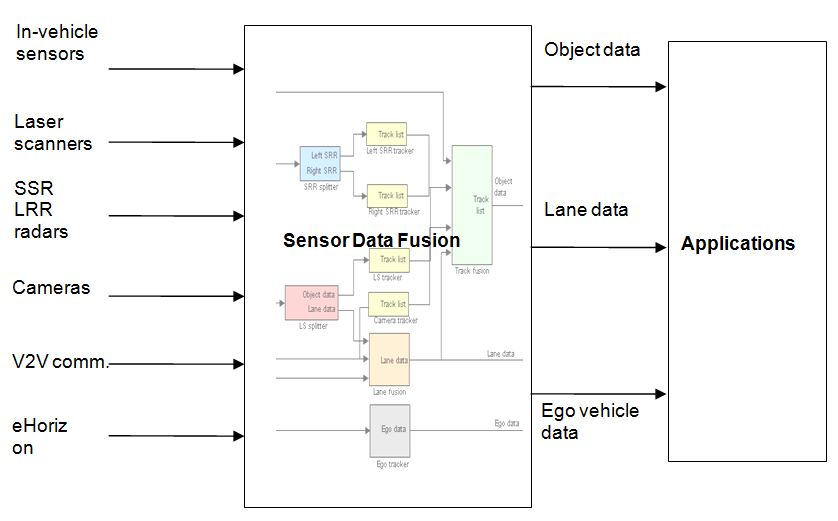 In-vehicle
sensors
Laser
scanners
SSR
LRR
radars
Cameras
V2V comm.
eHoriz
on
Left SRR
Right SRR
SRR splitter
Track list
Left SRR tracker
Track list
Right SRR tracker
Track
list
Track fusion
Object
data
Sensor Data Fusion
Track list
LS tracker
Object data
Lane data
LS splitter
Track list
Camera tracker
Lane data
Lane fusion
Lane data
Ego data
Ego tracker
Ego data
Object data
Lane data
Ego vehicle
data
Applications